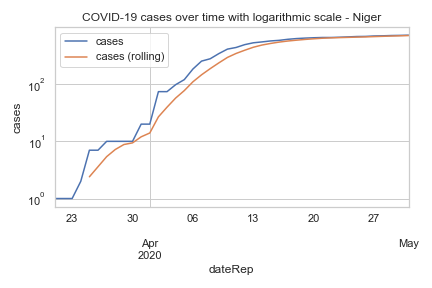 COVID-19 cases over time with logarithmic scale - Niger
cases
cases (rolling)
cases
10²
10¹
10⁰
23
30
06
13
20
27
Apr
2020
May
dateRep